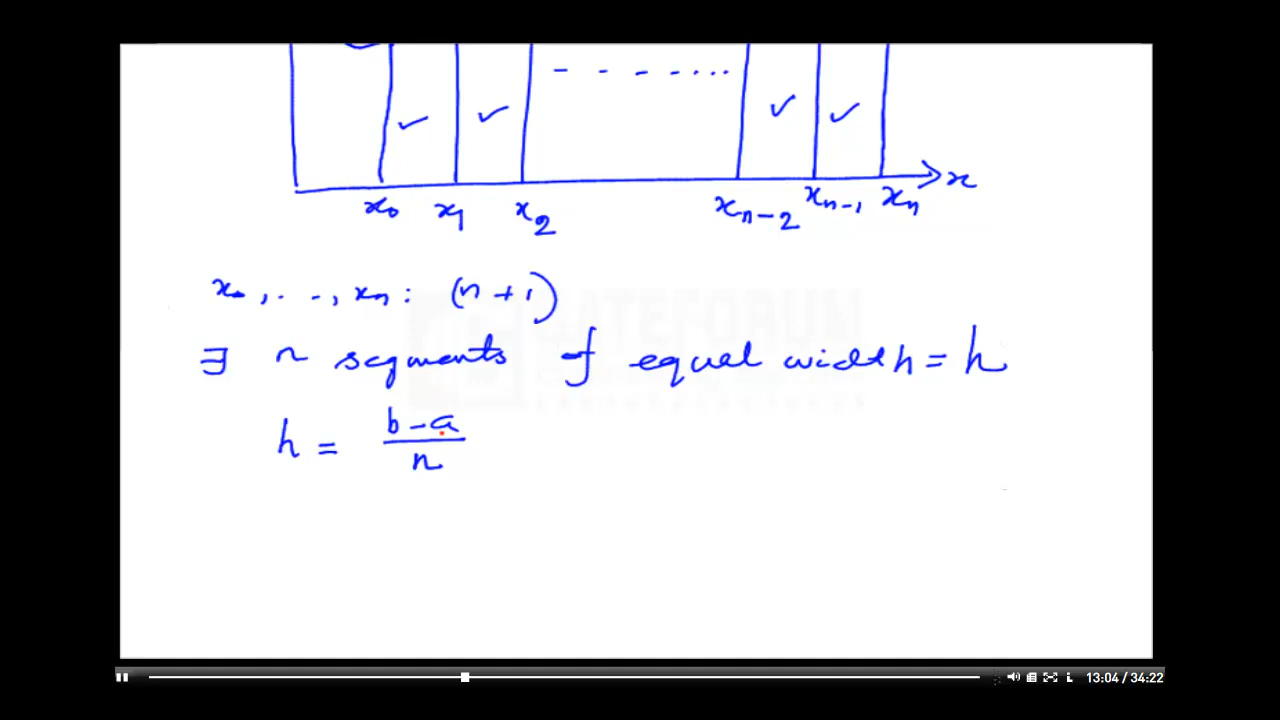 x
x₀ x₁ x₂ xₙ₋₂ xₙ₋₁ xₙ
x₀, . . , xₙ : (n + 1)
∃ n segments of equal width = h
h = b - a / n
13:04 / 34:22